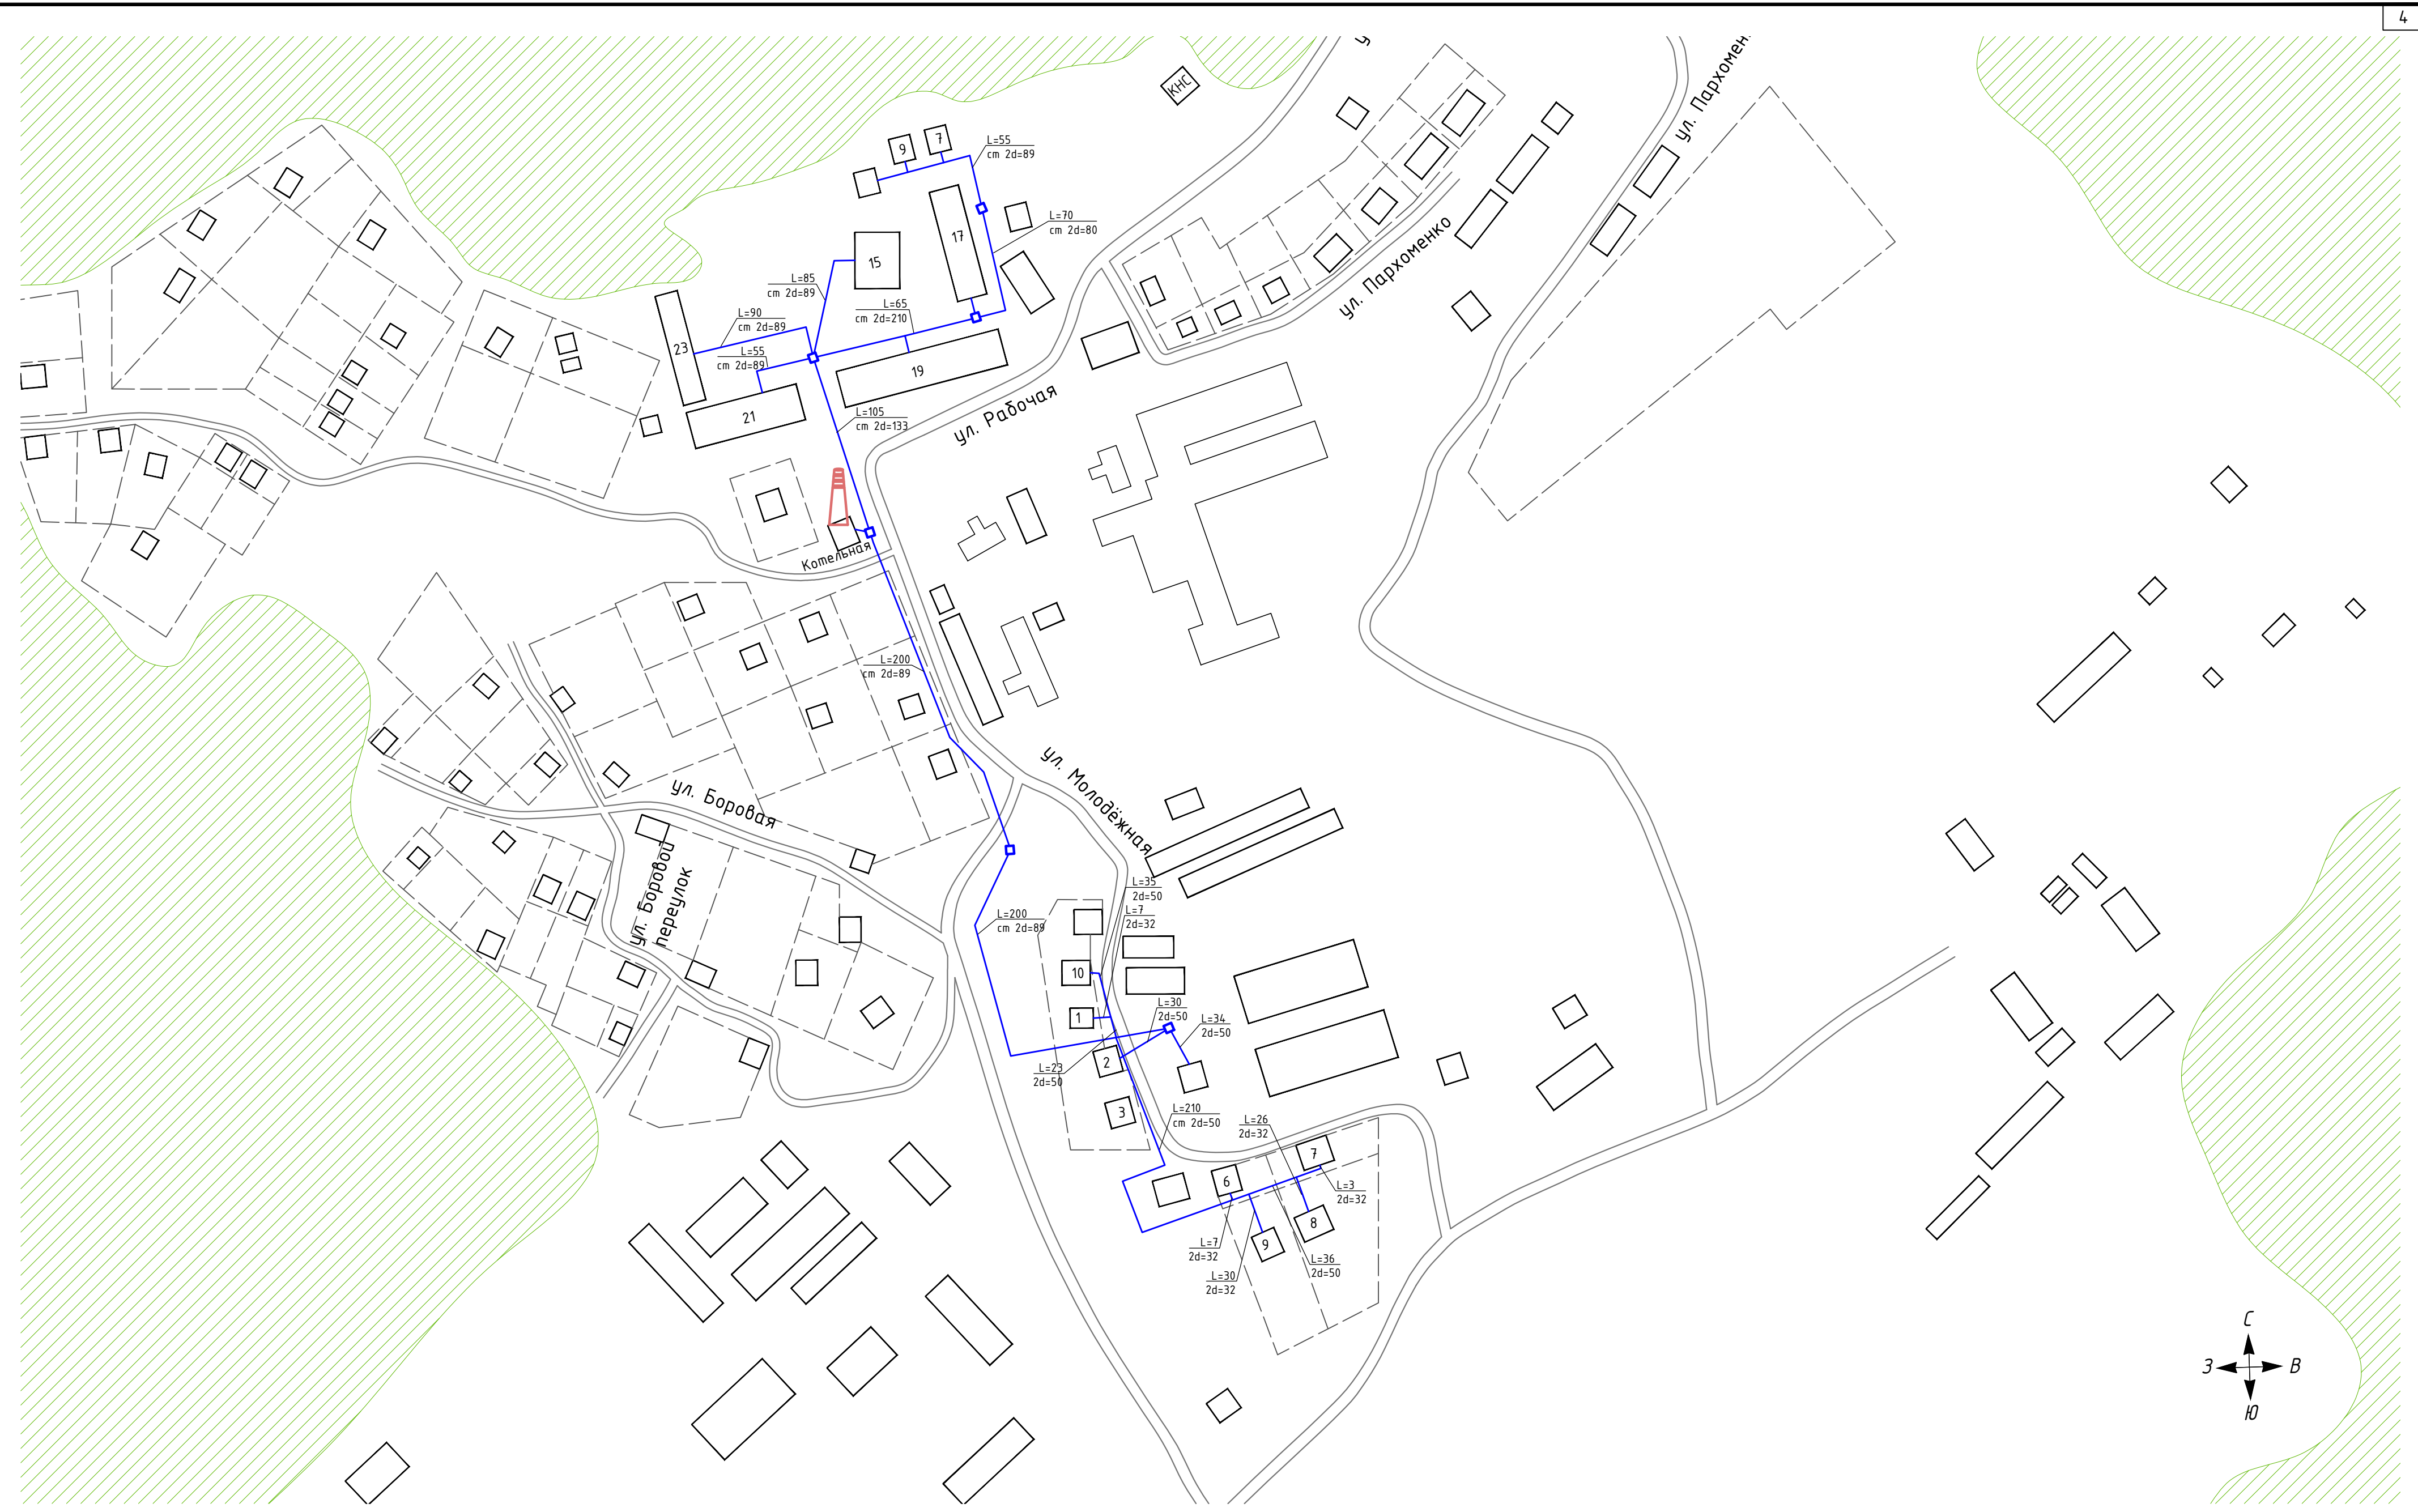 4
КНС
ул. Пархоменко
9
7
L=55
ст 2d=89
17
L=70
ст 2d=80
15
L=85
ст 2d=89
L=65
ст 2d=210
L=90
ст 2d=89
23
L=55
ст 2d=89
19
21
L=105
ст 2d=133
ул. Рабочая
Котельная
L=200
ст 2d=89
ул. Молодёжная
ул. Боровая
ул. Боровой
переулок
L=35
2d=50
L=7
2d=32
L=200
ст 2d=89
10
1
L=30
2d=50
L=34
2d=50
2
L=23
2d=50
3
L=210
ст 2d=50
L=26
2d=32
7
6
L=3
2d=32
8
9
L=7
2d=32
L=36
2d=50
L=30
2d=32
С
З
В
Ю